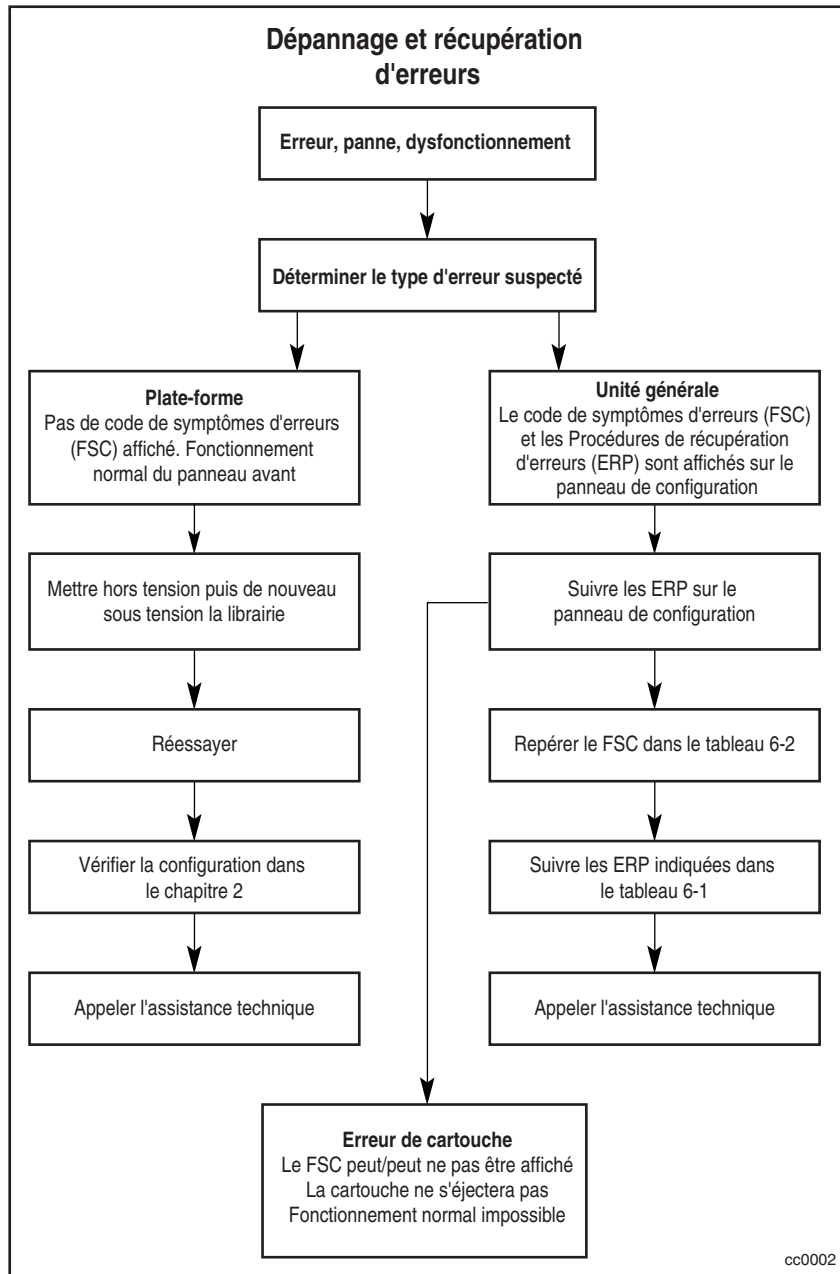 Dépannage et récupération
d'erreurs
Erreur, panne, dysfonctionnement
Déterminer le type d'erreur suspecté
Plate-forme
Pas de code de symptômes d'erreurs
(FSC) affiché. Fonctionnement
normal du panneau avant
Unité générale
Le code de symptômes d'erreurs (FSC)
et les Procédures de récupération
d'erreurs (ERP) sont affichés sur le
panneau de configuration
Mettre hors tension puis de nouveau
sous tension la librairie
Suivre les ERP sur le
panneau de configuration
Réessayer
Repérer le FSC dans le tableau 6-2
Vérifier la configuration dans
le chapitre 2
Suivre les ERP indiquées dans
le tableau 6-1
Appeler l'assistance technique
Appeler l'assistance technique
Erreur de cartouche
Le FSC peut/peut ne pas être affiché
La cartouche ne s'éjectera pas
Fonctionnement normal impossible
cc0002